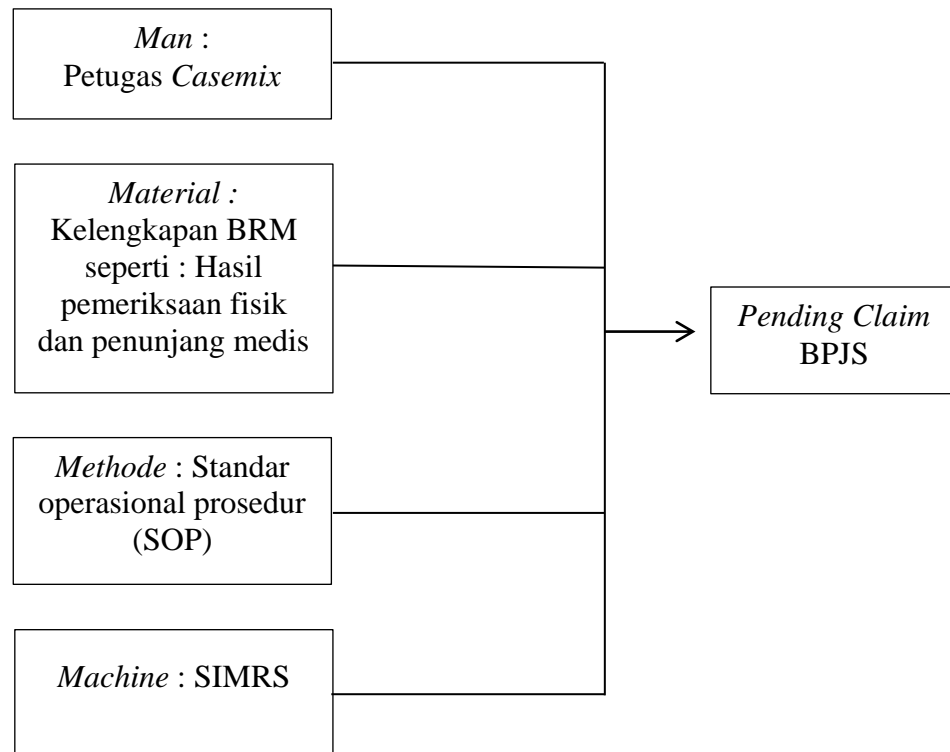 Man :
Petugas Casemix
Material :
Kelengkapan BRM
seperti : Hasil
pemeriksaan fisik
dan penunjang medis
Methode : Standar
operasional prosedur
(SOP)
Machine : SIMRS
Pending Claim
BPJS